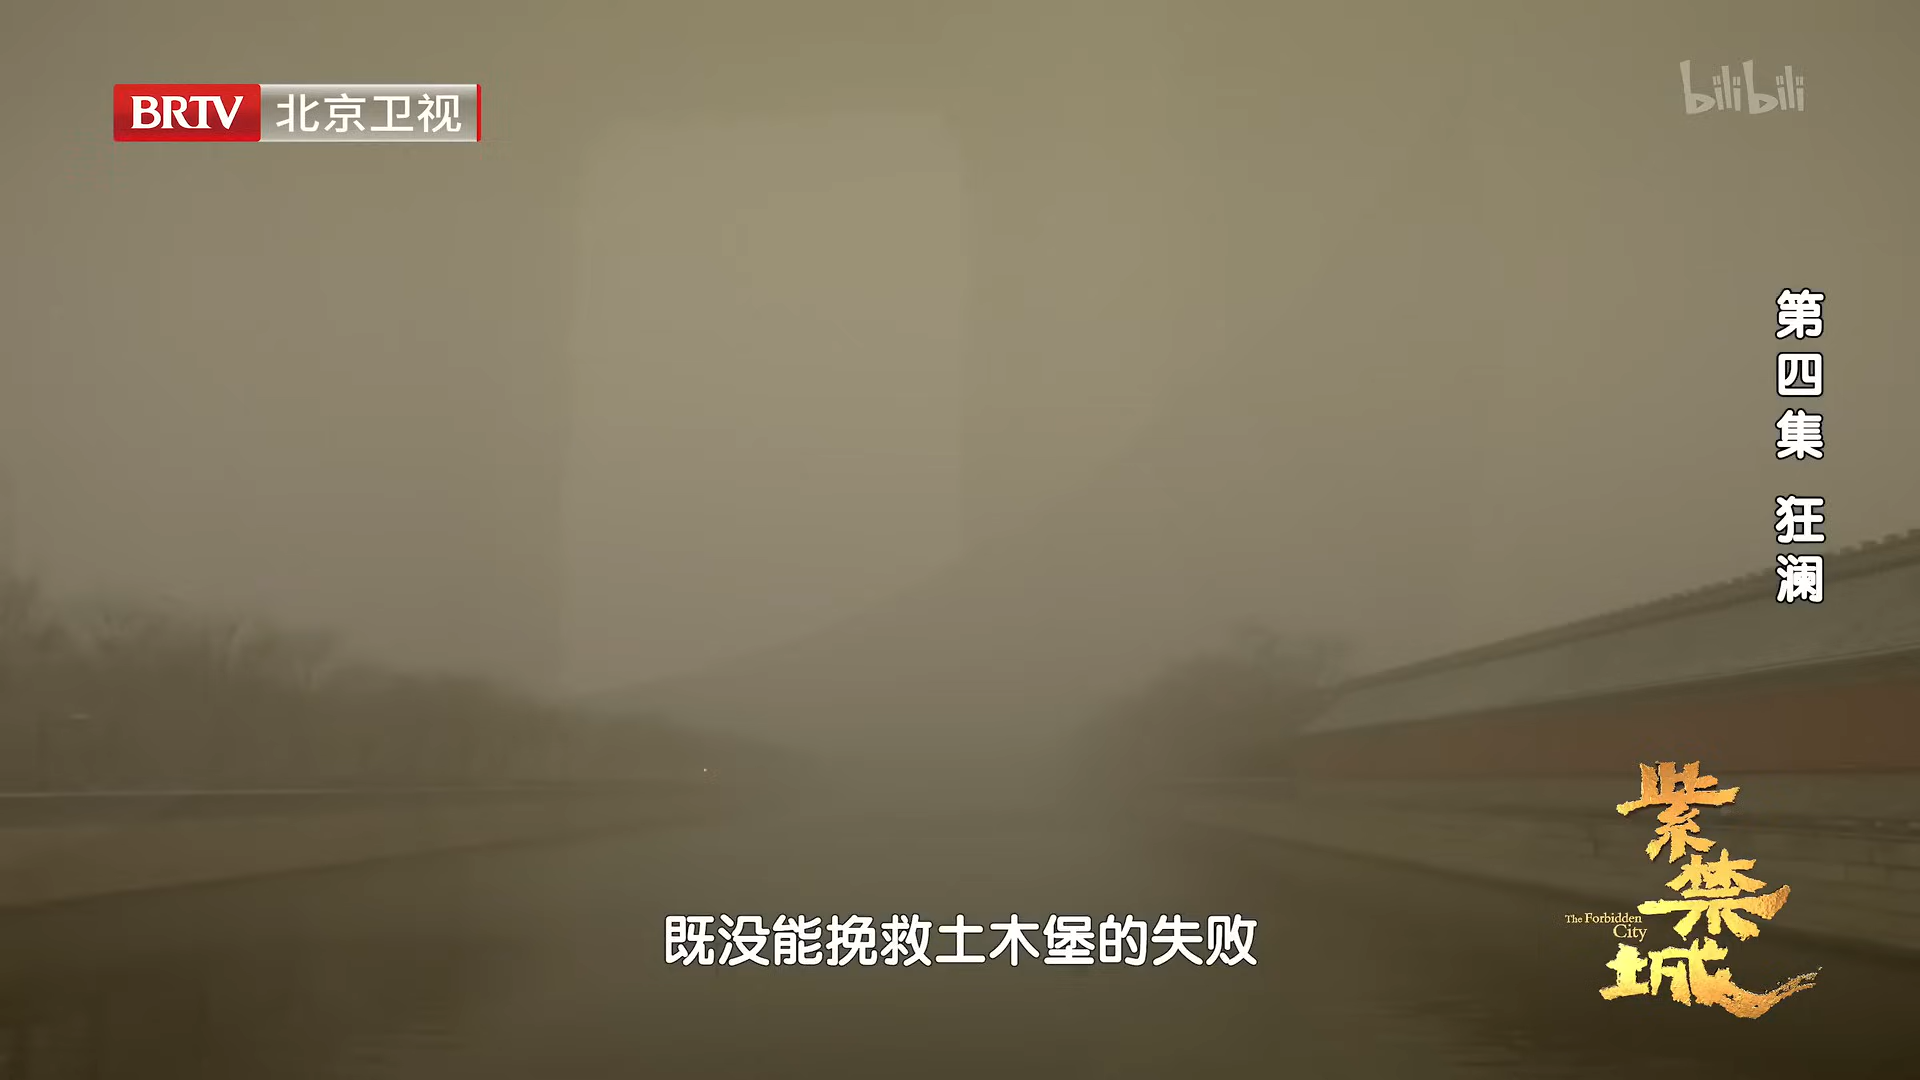 BRTV 北京卫视
bilibili
第四集 狂澜
紫禁城
The Forbidden
City
既没能挽救土木堡的失败